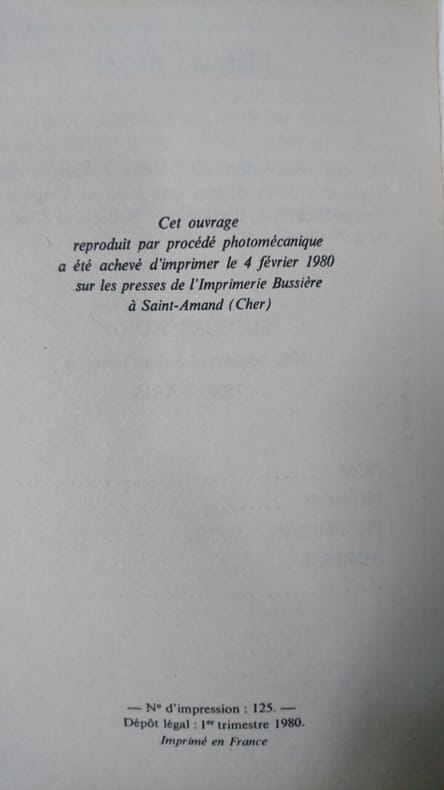 Cet ouvrage
reproduit par procédé photomécanique
a été achevé d'imprimer le 4 février 1980
sur les presses de l'Imprimerie Bussière
à Saint-Amand (Cher)
— Nº d'impression : 125. —
Dépôt légal : 1er trimestre 1980.
Imprimé en France